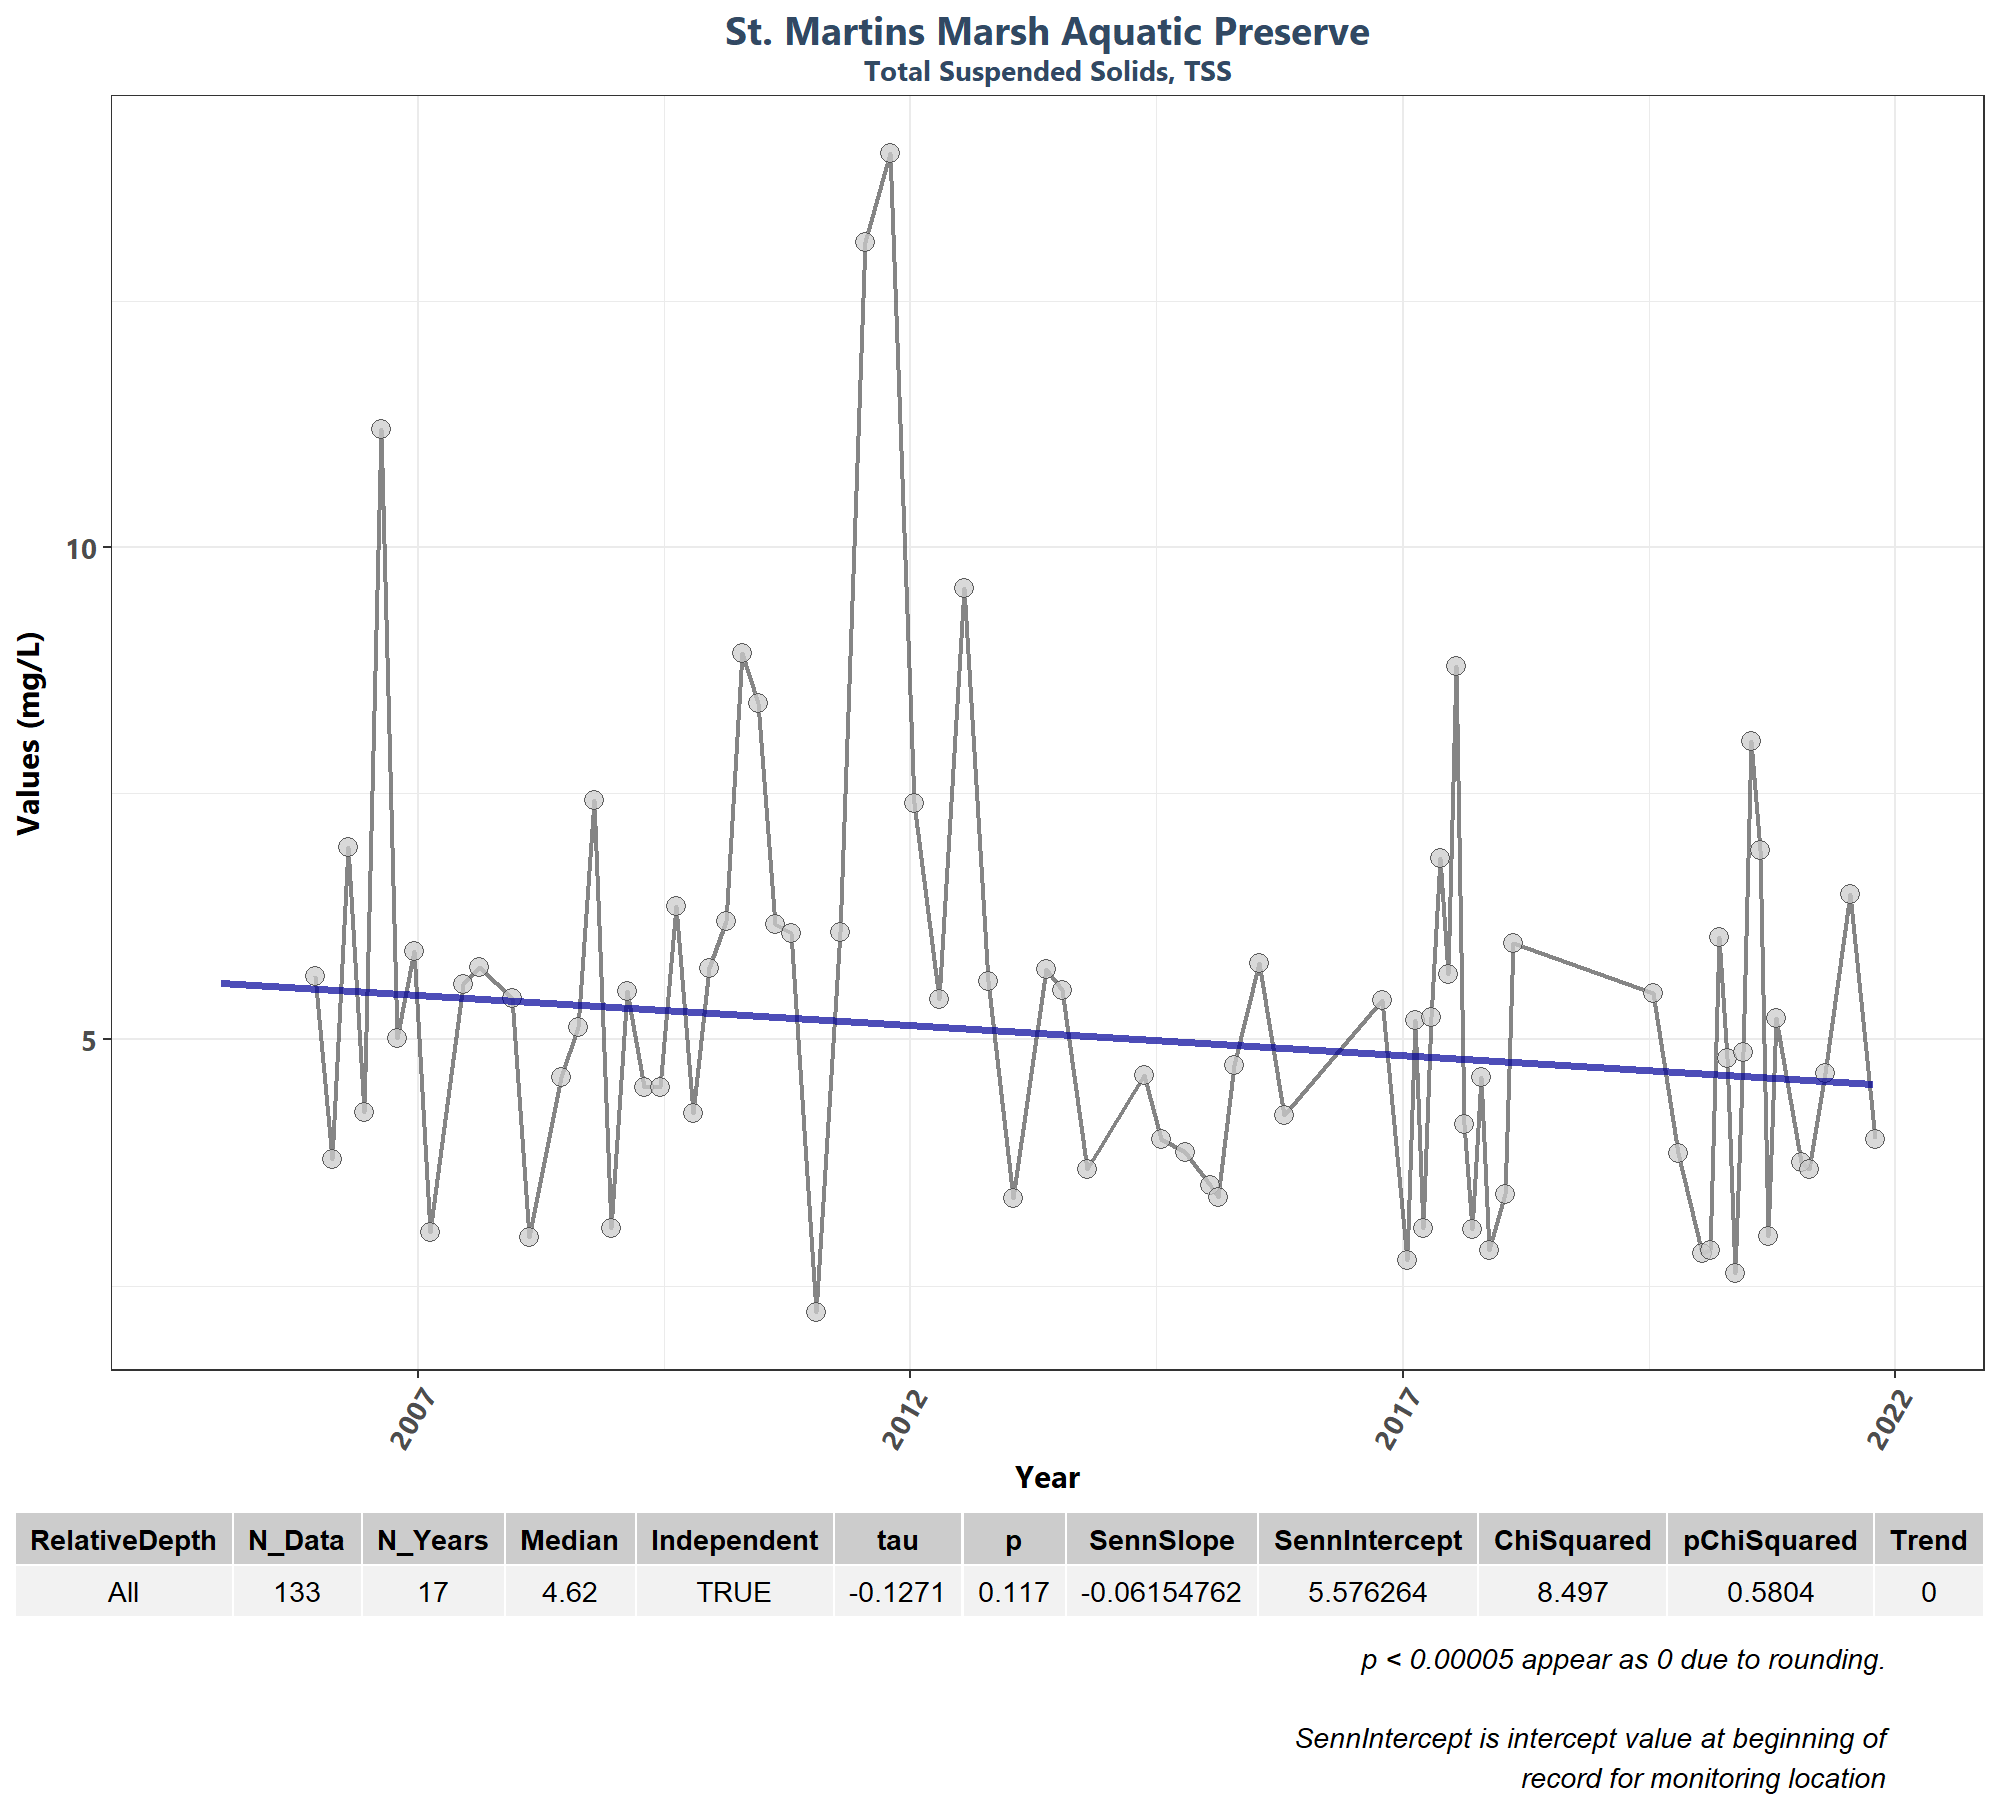 St. Martins Marsh Aquatic Preserve
Total Suspended Solids, TSS
Values (mg/L)
10
5
2007
2012
2017
2022
Year
RelativeDepth N_Data N_Years Median Independent tau p SennSlope SennIntercept ChiSquared pChiSquared Trend
All 133 17 4.62 TRUE -0.1271 0.117 -0.06154762 5.576264 8.497 0.5804 0
p < 0.00005 appear as 0 due to rounding.
SennIntercept is intercept value at beginning of
record for monitoring location